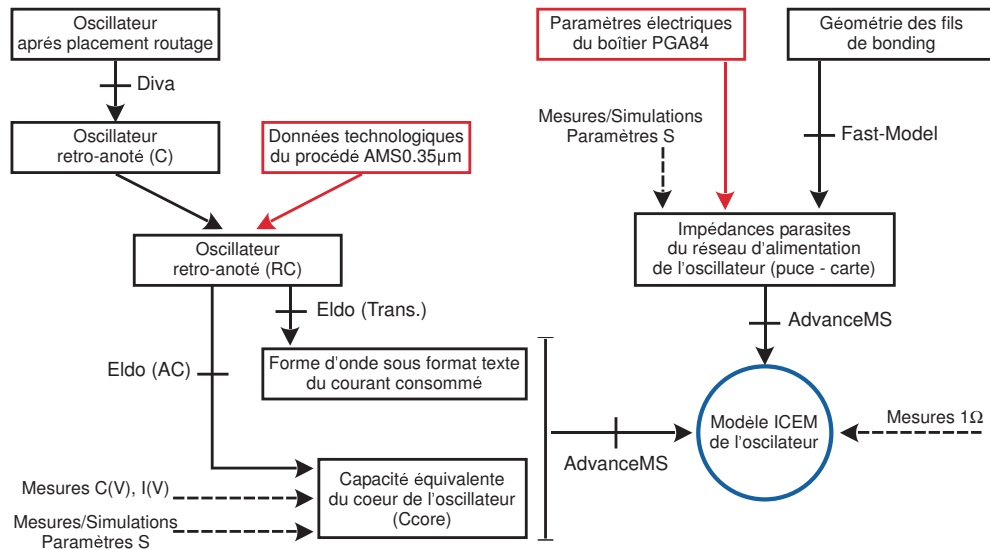 Oscillateur
aprés placement routage
Diva
Oscillateur
retro-anoté (C)
Données technologiques
du procédé AMS0.35µm
Oscillateur
retro-anoté (RC)
Eldo (Trans.)
Eldo (AC)
Forme d'onde sous format texte
du courant consommé
Mesures C(V), I(V)
Mesures/Simulations
Paramètres S
Capacité équivalente
du coeur de l'oscillateur
(Ccore)
AdvanceMS
Paramètres électriques
du boîtier PGA84
Géométrie des fils
de bonding
Mesures/Simulations
Paramètres S
Fast-Model
Impédances parasites
du réseau d'alimentation
de l'oscillateur (puce - carte)
AdvanceMS
Modèle ICEM
de l'oscilateur
Mesures 1Ω